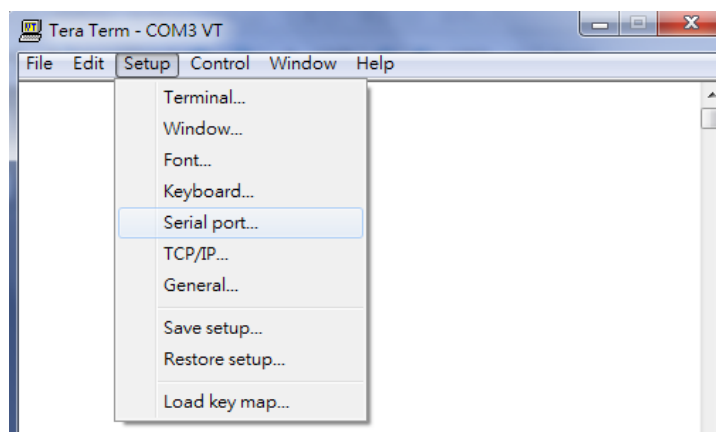 Tera Term - COM3 VT
File Edit Setup Control Window Help
Terminal...
Window...
Font...
Keyboard...
Serial port...
TCP/IP...
General...
Save setup...
Restore setup...
Load key map...